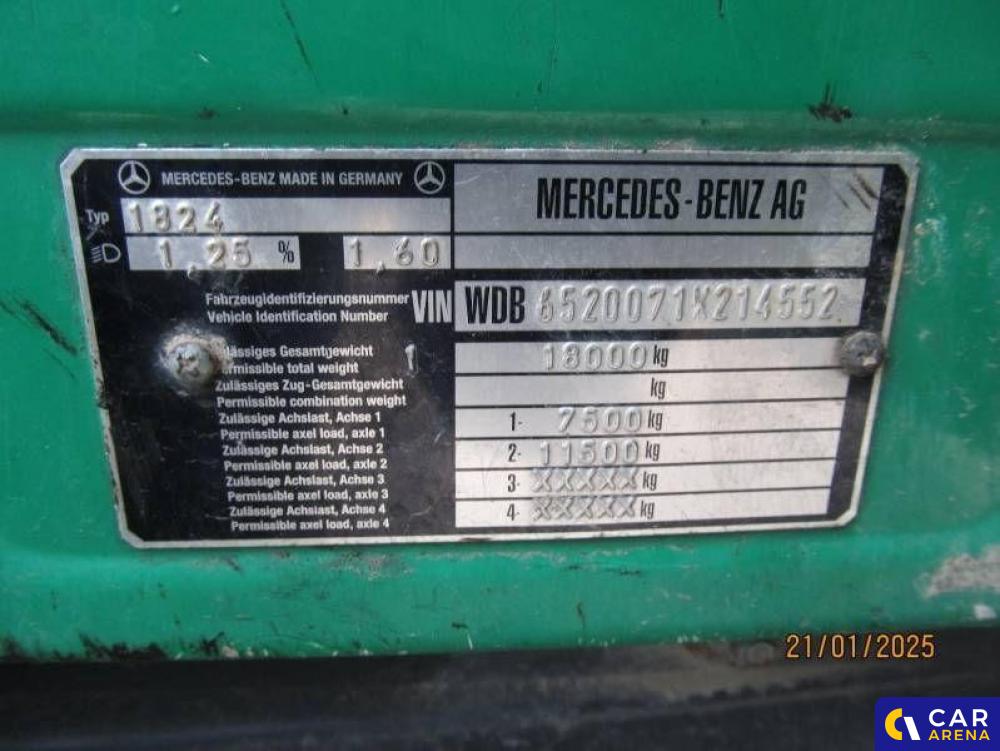 MERCEDES-BENZ MADE IN GERMANY
MERCEDES-BENZ AG
Typ 1824
1,25 % 1,60
Fahrzeugidentifizierungsnummer
Vehicle Identification Number
VIN WDB 6520071K214552
lässiges Gesamtgewicht 1 18000 kg
rmissible total weight
Zulässiges Zug-Gesamtgewicht kg
Permissible combination weight
Zulässige Achslast, Achse 1 1- 7500 kg
Permissible axel load, axle 1
Zulässige Achslast, Achse 2 2- 11500 kg
Permissible axel load, axle 2
Zulässige Achslast, Achse 3 3- XXXXX kg
Permissible axel load, axle 3
Zulässige Achslast, Achse 4 4- XXXXX kg
Permissible axel load, axle 4
21/01/2025
CAR
ARENA